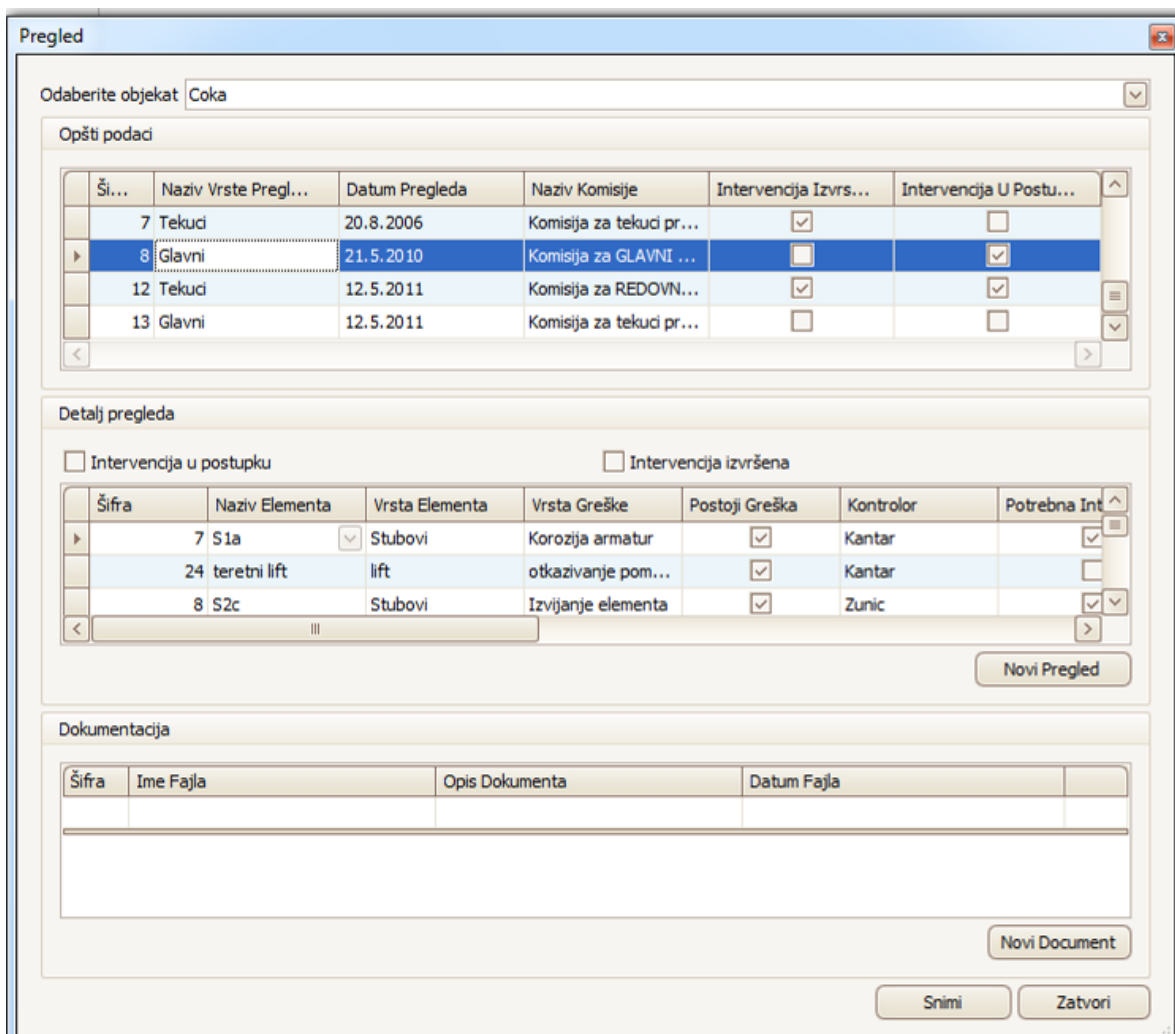 Pregled
Odaberite objekat Coka
Opšti podaci
Ši... Naziv Vrste Pregl... Datum Pregleda Naziv Komisije Intervencija Izvrs... Intervencija U Postu...
7 Tekuci 20.8.2006 Komisija za tekuci pr...
8 Glavni 21.5.2010 Komisija za GLAVNI ...
12 Tekuci 12.5.2011 Komisija za REDOVN...
13 Glavni 12.5.2011 Komisija za tekuci pr...
Detalj pregleda
Intervencija u postupku Intervencija izvršena
Šifra Naziv Elementa Vrsta Elementa Vrsta Greške Postoji Greška Kontrolor Potrebna Int
7 S1a Stubovi Korozija armatur Kantar
24 teretni lift lift otkazivanje pom... Kantar
8 S2c Stubovi Izvijanje elementa Zunic
Novi Pregled
Dokumentacija
Šifra Ime Fajla Opis Dokumenta Datum Fajla
Novi Document
Snimi Zatvori